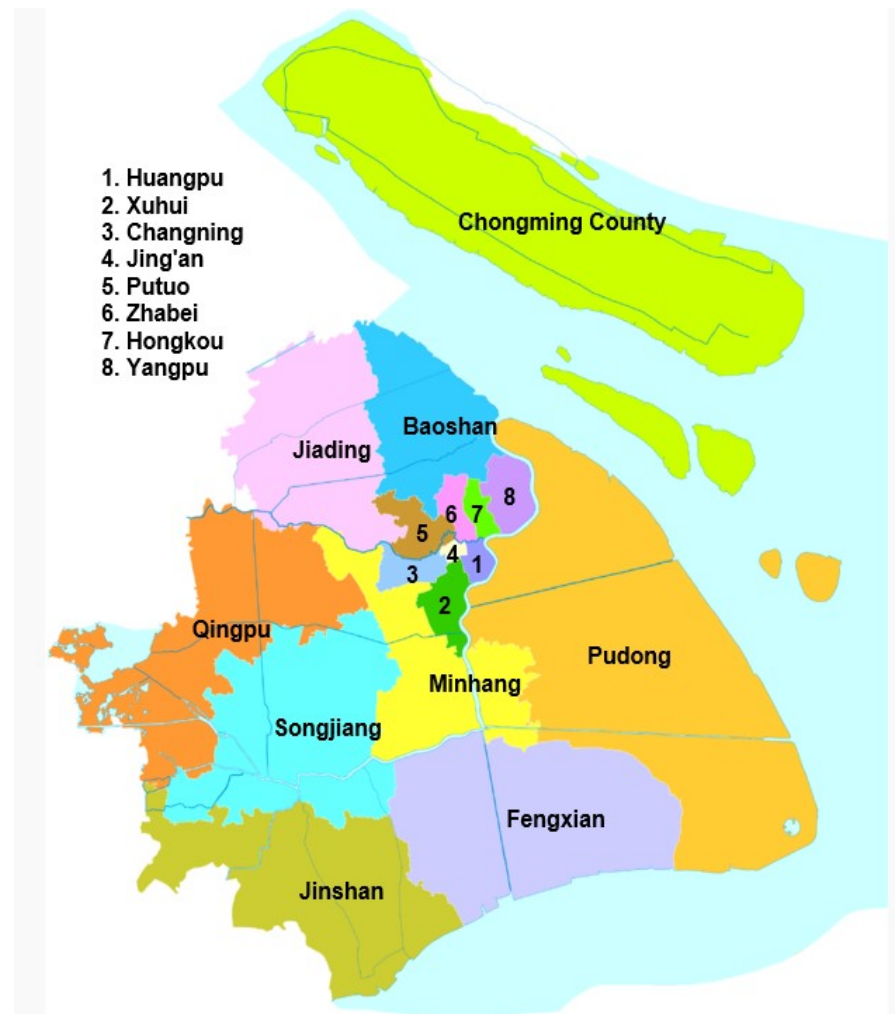 Chongming County
1. Huangpu
2. Xuhui
3. Changning
4. Jing'an
5. Putuo
6. Zhabei
7. Hongkou
8. Yangpu
Baoshan
Jiading
8
6
7
5
4
1
3
2
Qingpu
Pudong
Minhang
Songjiang
Fengxian
Jinshan